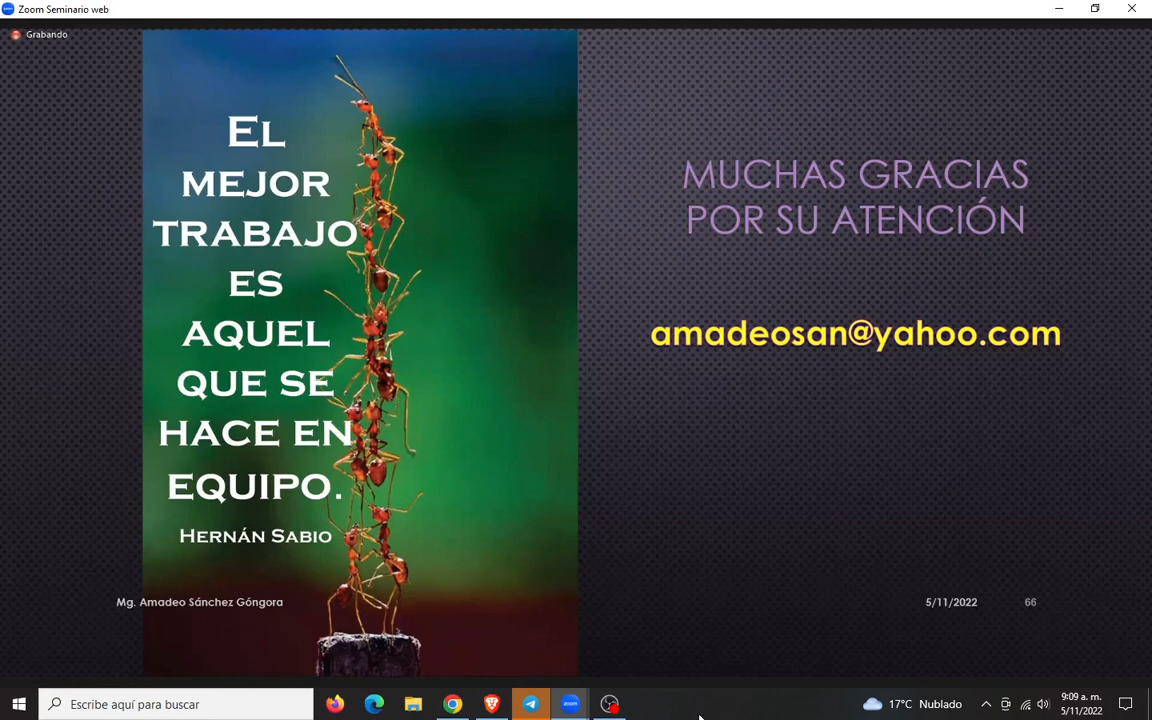 Zoom Seminario web
Grabando
El
mejor
trabajo
es
aquel
que se
hace en
equipo.
Hernán Sabio
MUCHAS GRACIAS
POR SU ATENCIÓN
amadeosan@yahoo.com
Mg. Amadeo Sánchez Góngora
5/11/2022
66
Escribe aquí para buscar
zoom
17°C Nublado
9:09 a. m.
5/11/2022